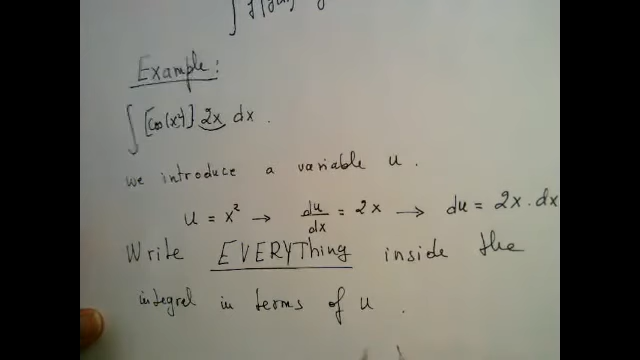 Example:
∫ [cos(x²)] 2x dx.
we introduce a variable u.
u = x² → du/dx = 2x → du = 2x. dx
Write EVERYThing inside the
integral in terms of u.